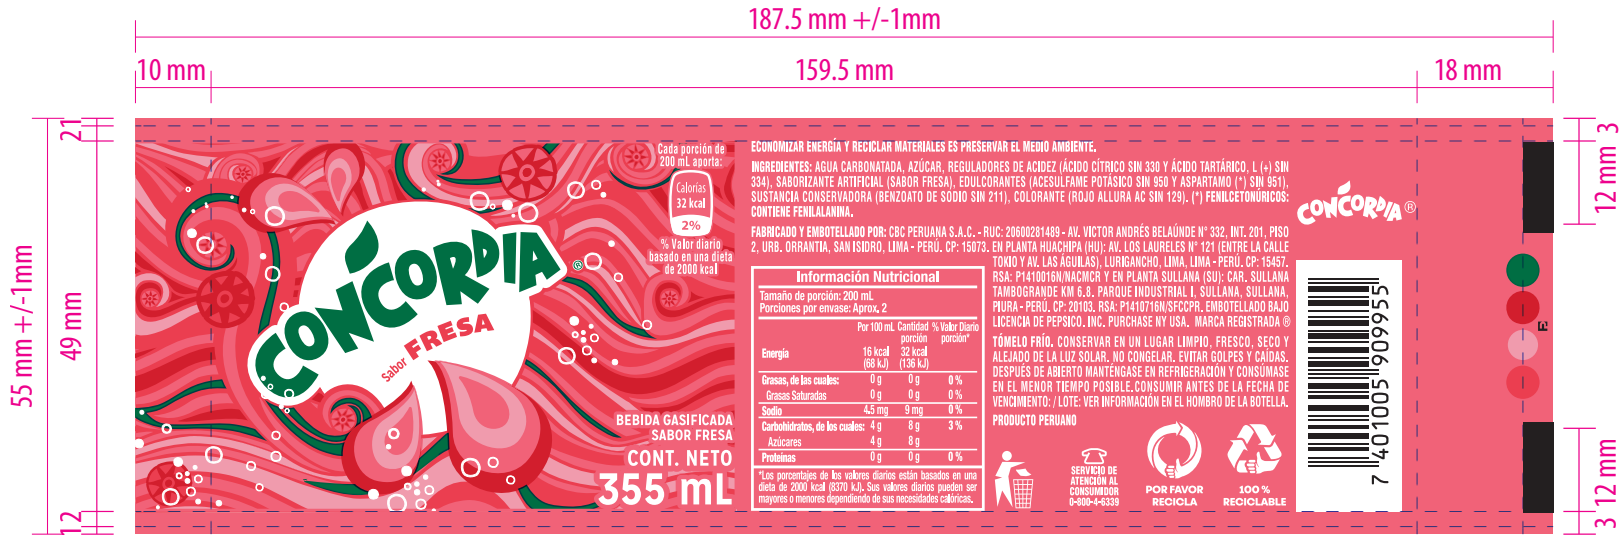 187.5 mm +/-1mm
10 mm
159.5 mm
18 mm
55 mm +/-1mm
21
49 mm
12
3
12 mm
12 mm
3
CONCORDIA®
Sabor FRESA
Cada porción de
200 mL aporta:
Calorías
32 kcal
2%
% Valor diario
basado en una dieta
de 2000 kcal
BEBIDA GASIFICADA
SABOR FRESA
CONT. NETO
355 mL
ECONOMIZAR ENERGÍA Y RECICLAR MATERIALES ES PRESERVAR EL MEDIO AMBIENTE.
INGREDIENTES: AGUA CARBONATADA, AZÚCAR, REGULADORES DE ACIDEZ (ÁCIDO CÍTRICO SIN 330 Y ÁCIDO TARTÁRICO, L (+) SIN
334), SABORIZANTE ARTIFICIAL (SABOR FRESA), EDULCORANTES (ACESULFAME POTÁSICO SIN 950 Y ASPARTAMO (*) SIN 951),
SUSTANCIA CONSERVADORA (BENZOATO DE SODIO SIN 211), COLORANTE (ROJO ALLURA AC SIN 129). (*) FENILCETONÚRICOS:
CONTIENE FENILALANINA.
FABRICADO Y EMBOTELLADO POR: CBC PERUANA S.A.C. - RUC: 20600281489 - AV. VICTOR ANDRÉS BELAÚNDE N° 332, INT. 201, PISO
2, URB. ORRANTIA, SAN ISIDRO, LIMA - PERÚ. CP: 15073. EN PLANTA HUACHIPA (HU): AV. LOS LAURELES N° 121 (ENTRE LA CALLE
TOKIO Y AV. LAS ÁGUILAS), LURIGANCHO, LIMA, LIMA - PERÚ. CP: 15457.
RSA: P1410016N/NACMCR Y EN PLANTA SULLANA (SU): CAR. SULLANA
TAMBOGRANDE KM 6.8. PARQUE INDUSTRIAL I, SULLANA, SULLANA,
PIURA - PERÚ. CP: 20103. RSA: P1410716N/SFCCPR. EMBOTELLADO BAJO
LICENCIA DE PEPSICO. INC. PURCHASE NY USA. MARCA REGISTRADA ®
TÓMELO FRÍO. CONSERVAR EN UN LUGAR LIMPIO, FRESCO, SECO Y
ALEJADO DE LA LUZ SOLAR. NO CONGELAR. EVITAR GOLPES Y CAÍDAS.
DESPUÉS DE ABIERTO MANTÉNGASE EN REFRIGERACIÓN Y CONSÚMASE
EN EL MENOR TIEMPO POSIBLE. CONSUMIR ANTES DE LA FECHA DE
VENCIMIENTO: / LOTE: VER INFORMACIÓN EN EL HOMBRO DE LA BOTELLA.
PRODUCTO PERUANO
Información Nutricional
Tamaño de porción: 200 mL
Porciones por envase: Aprox. 2
Por 100 mL Cantidad porción % Valor Diario porción*
Energía 16 kcal (68 kJ) 32 kcal (136 kJ)
Grasas, de las cuales: 0 g 0 g 0 %
Grasas Saturadas 0 g 0 g 0 %
Sodio 4.5 mg 9 mg 0 %
Carbohidratos, de los cuales: 4 g 8 g 3 %
Azúcares 4 g 8 g
Proteínas 0 g 0 g 0 %
*Los porcentajes de los valores diarios están basados en una
dieta de 2000 kcal (8370 kJ). Sus valores diarios pueden ser
mayores o menores dependiendo de sus necesidades calóricas.
SERVICIO DE
ATENCIÓN AL
CONSUMIDOR
0-800-4-6339
POR FAVOR
RECICLA
100 %
RECICLABLE
CONCORDIA®
7 401005 909955
E